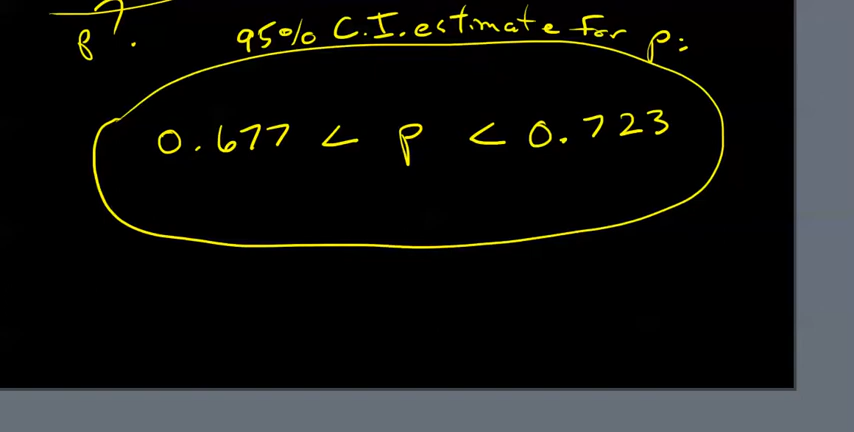 95% C.I. estimate for p:
p ?.
0.677 < p < 0.723